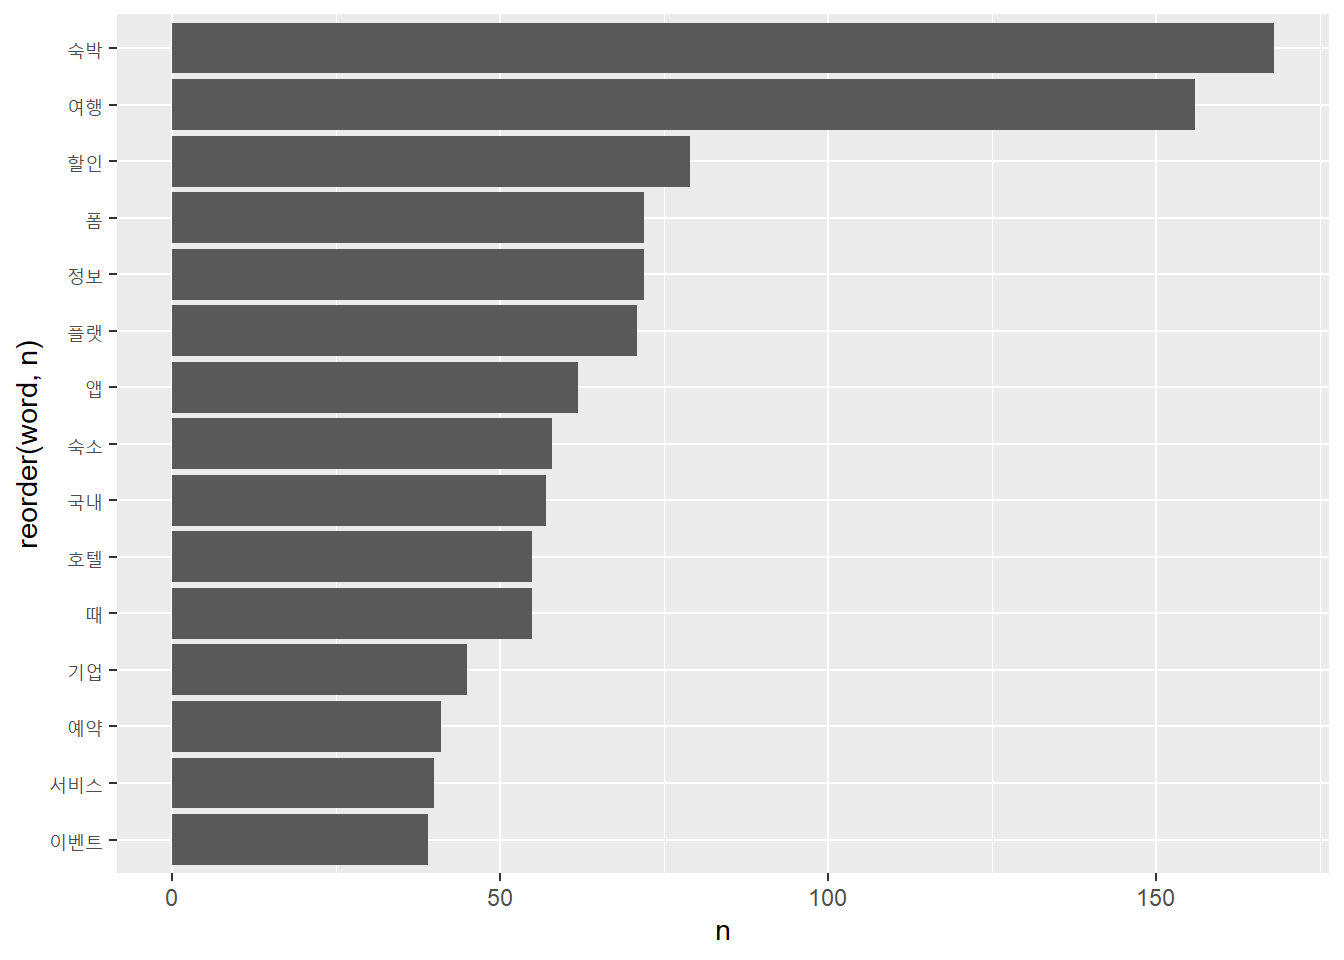 숙박
여행
할인
폼
정보
플랫
앱
숙소
국내
호텔
때
기업
예약
서비스
이벤트
reorder(word, n)
0 50 100 150
n